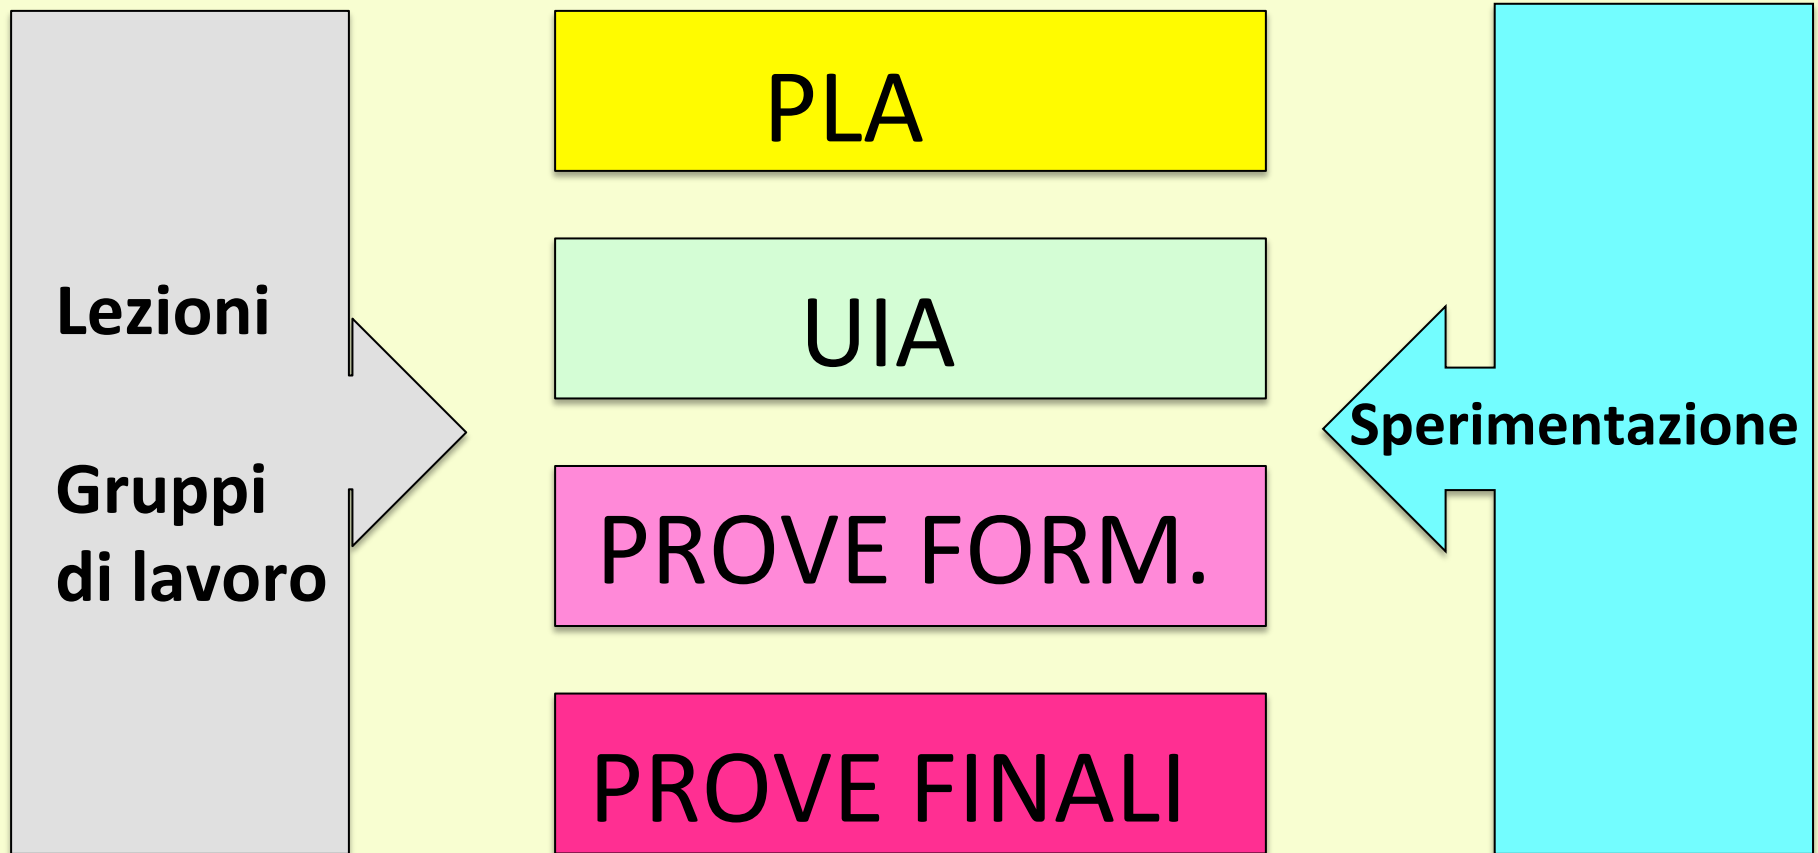 Lezioni
Gruppi
di lavoro
PLA
UIA
PROVE FORM.
PROVE FINALI
Sperimentazione